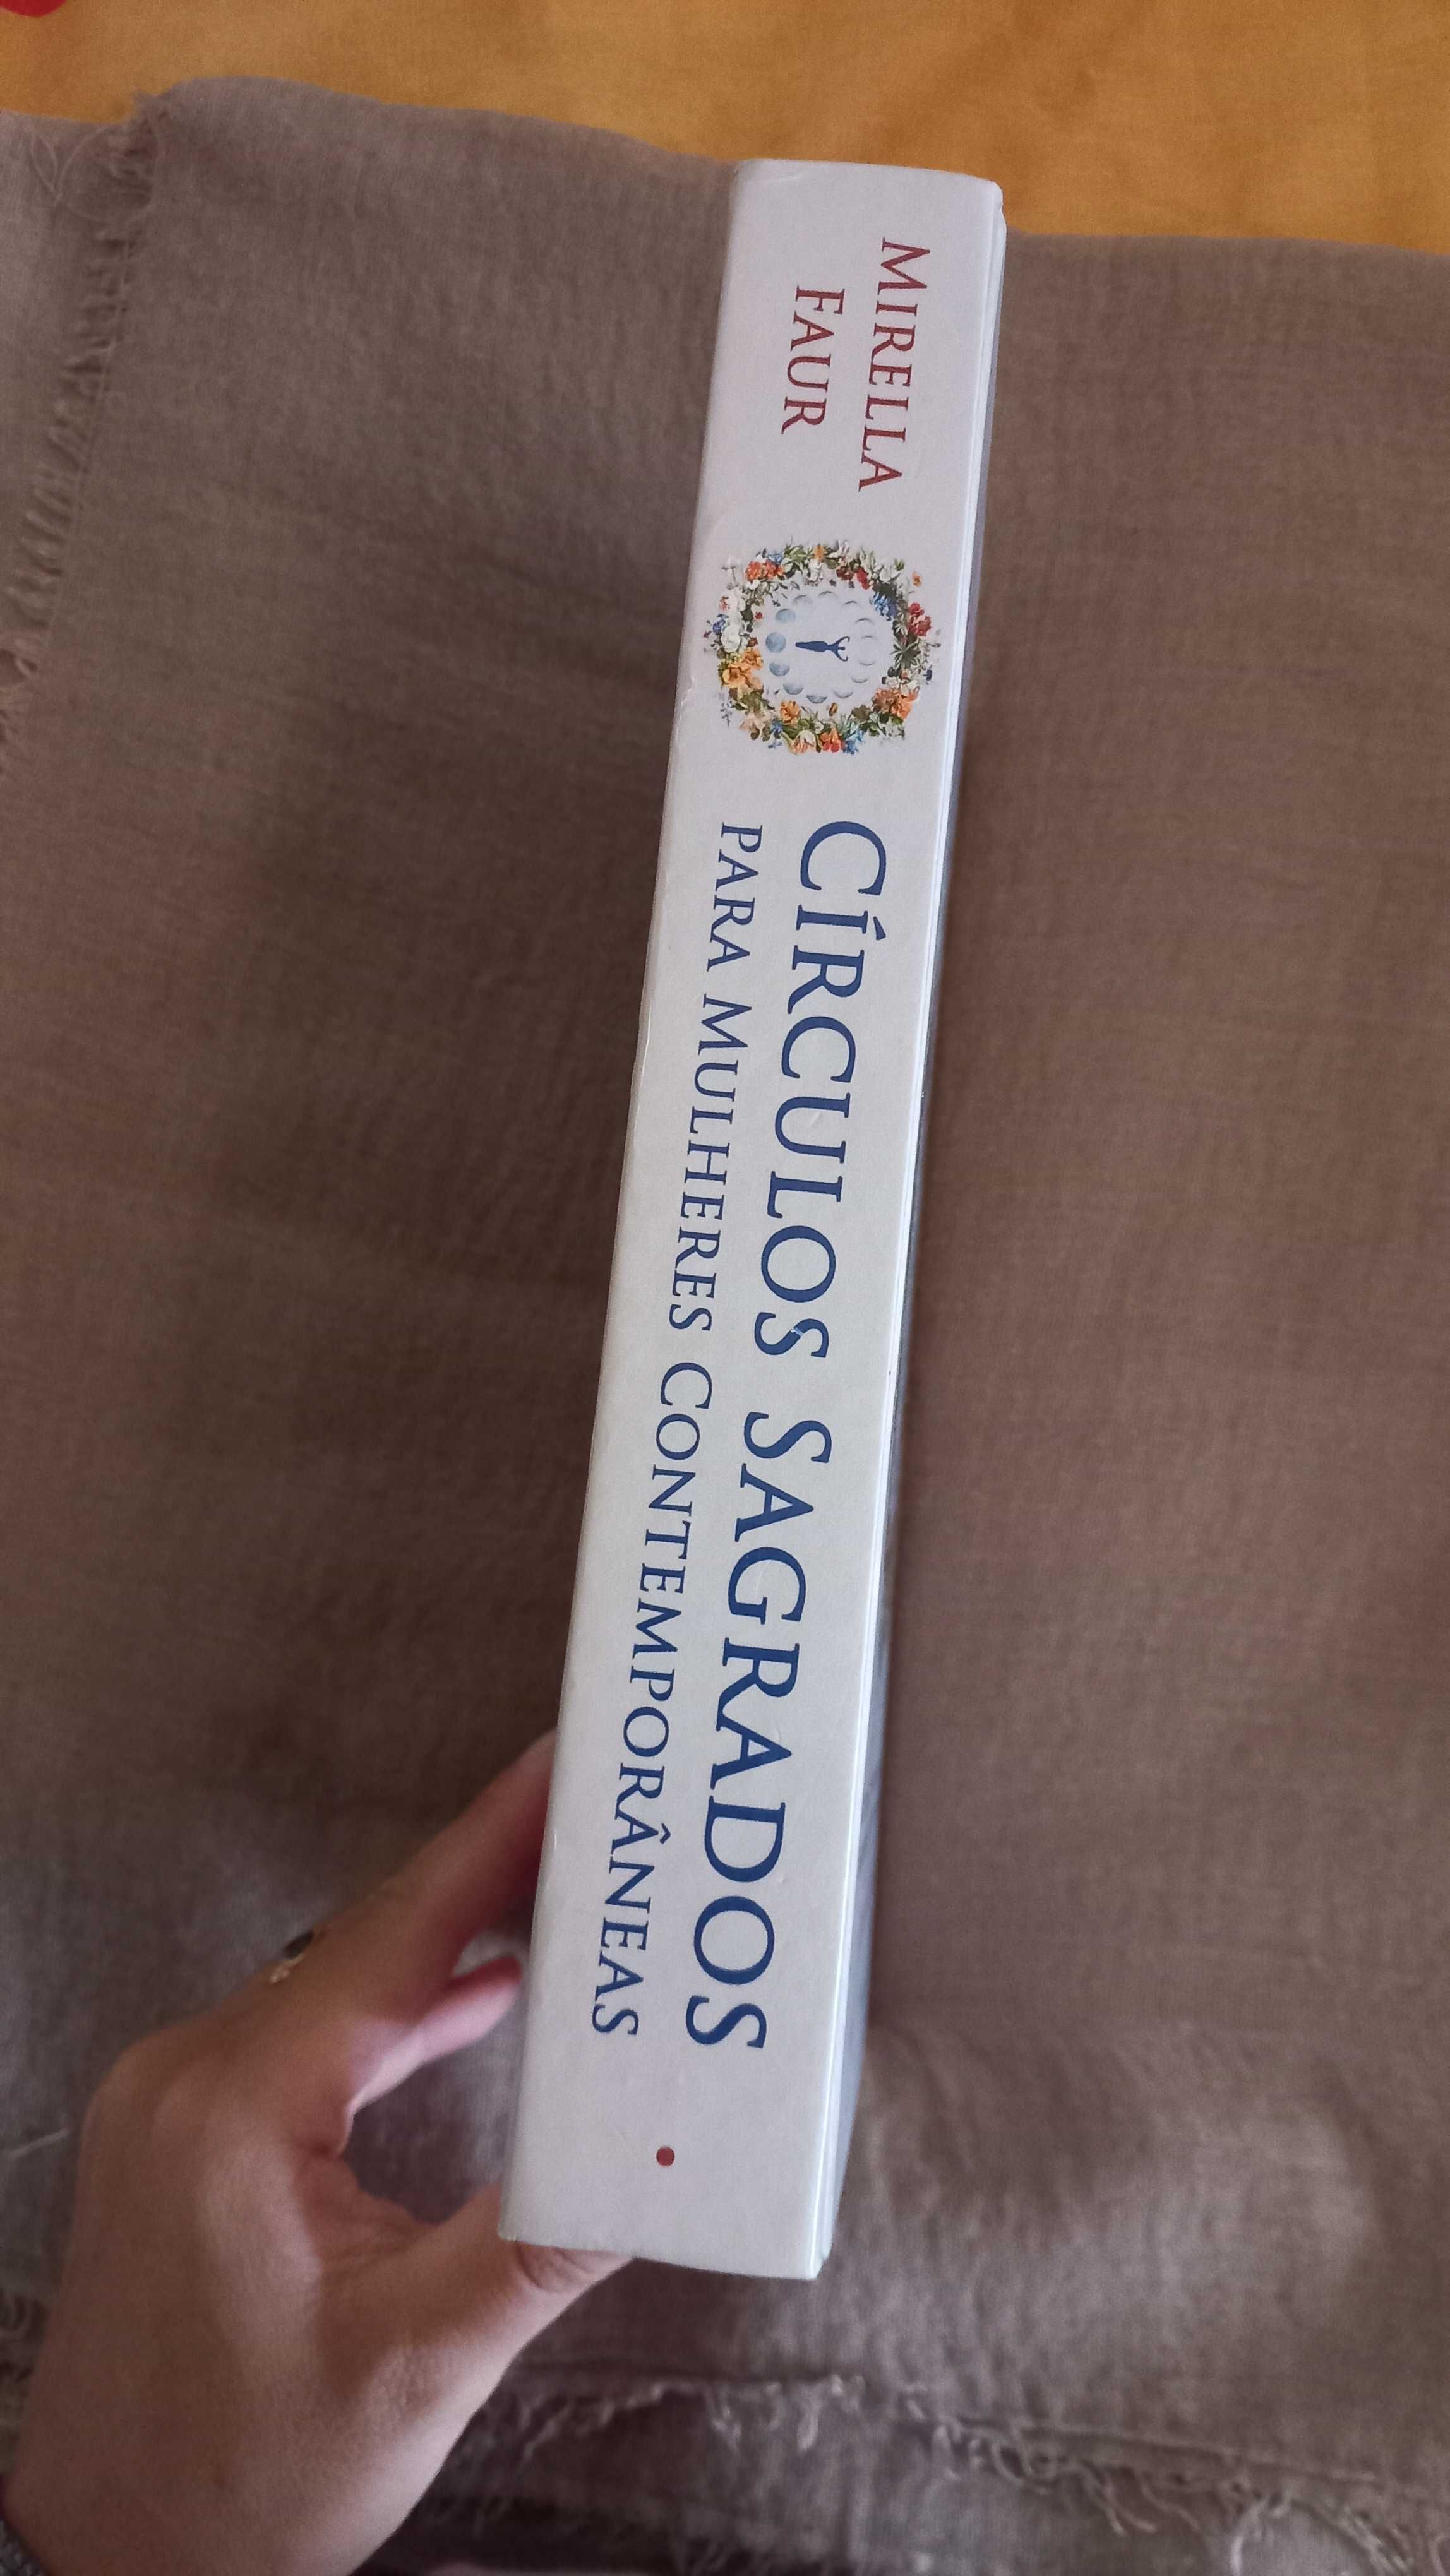 MIRELLA
FAUR
CÍRCULOS SAGRADOS
PARA MULHERES CONTEMPORÂNEAS